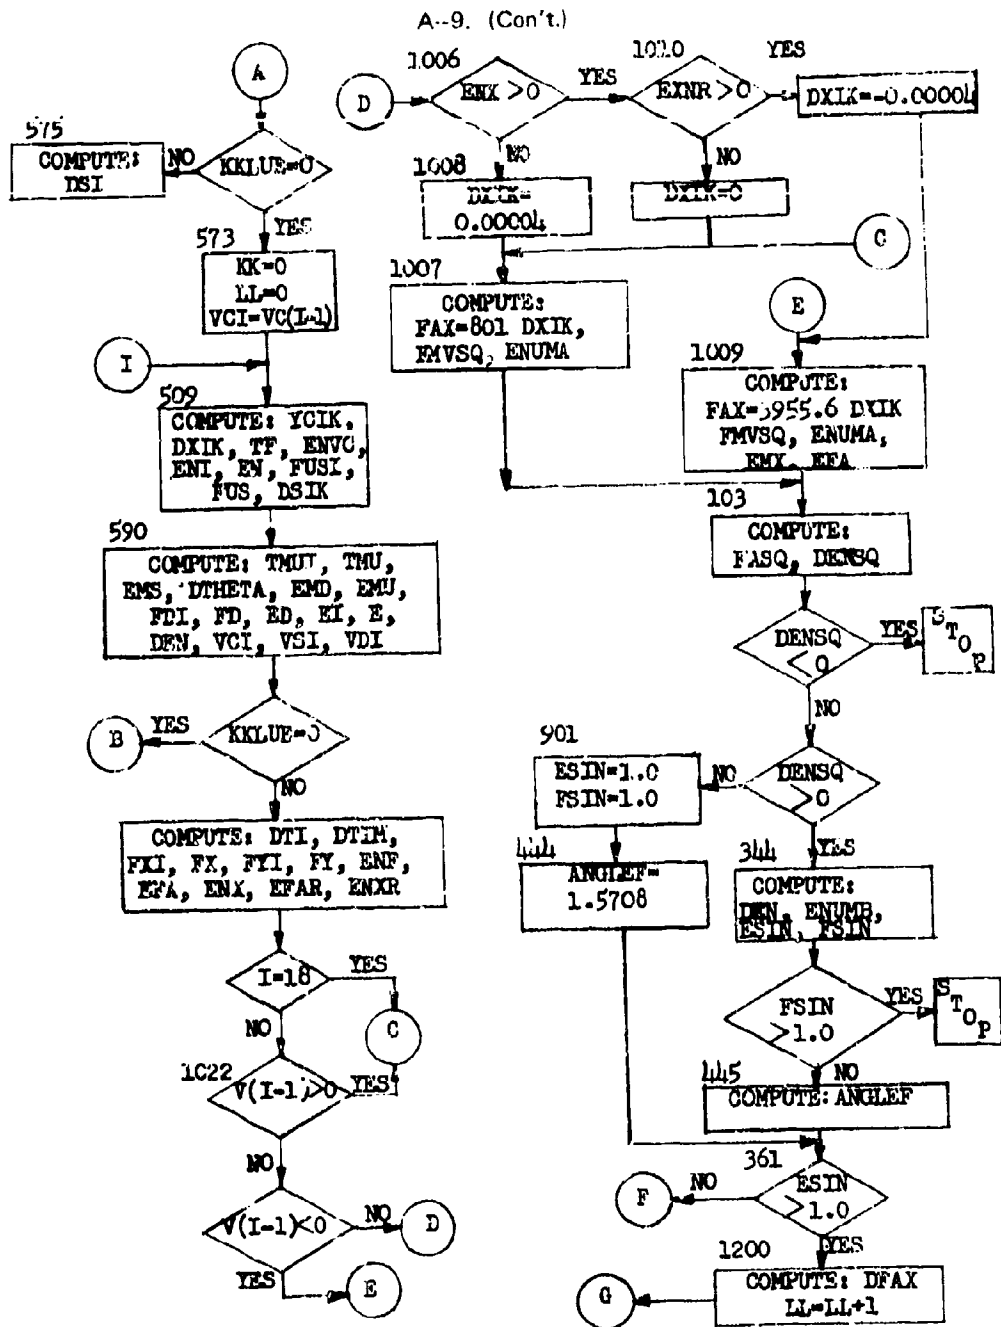 A--9. (Con't.)
A
575
COMPUTE:
DSI
NO
KKLUE=0
YES
573
KK=0
LL=0
VCI=VC(I-1)
I
509
COMPUTE: YCIK,
DXIK, TF, ENVC,
ENI, EN, FUSI,
FUS, DSIK
590
COMPUTE: TMUI, TMU,
EMS, DTHETA, EMD, EMU,
FDI, FD, ED, EI, E,
DEN, VCI, VSI, VDI
B
YES
KKLUE=0
NO
COMPUTE: DTI, DTIM,
FXI, FX, FYI, FY, ENF,
EFA, ENX, EFAR, ENXR
I=18
YES
NO
C
1022
V(I-1)>0
YES
NO
V(I-1)<0
NO
D
YES
E
D
1006
ENX >0
YES
1010
EXNR >0
YES
DXIK=-0.00004
NO
1008
DXIK=
0.00004
NO
DXIK=0
C
1007
COMPUTE:
FAX=801 DXIK,
FMVSQ, ENUMA
E
1009
COMPUTE:
DXIK
FMVSQ, ENUMA,
EMX, EFA
103
COMPUTE:
FASQ, DENSQ
DENSQ
<0
YES
STOP
NO
901
ESIN=1.0
FSIN=1.0
NO
DENSQ
>0
YES
444
ANGLEF=
1.5708
344
COMPUTE:
DEN, ENUMB,
ESIN, FSIN
FSIN
>1.0
YES
STOP
NO
445
COMPUTE: ANGLEF
361
ESIN
>1.0
NO
F
YES
1200
COMPUTE: DFAX
LL=LL+1
G